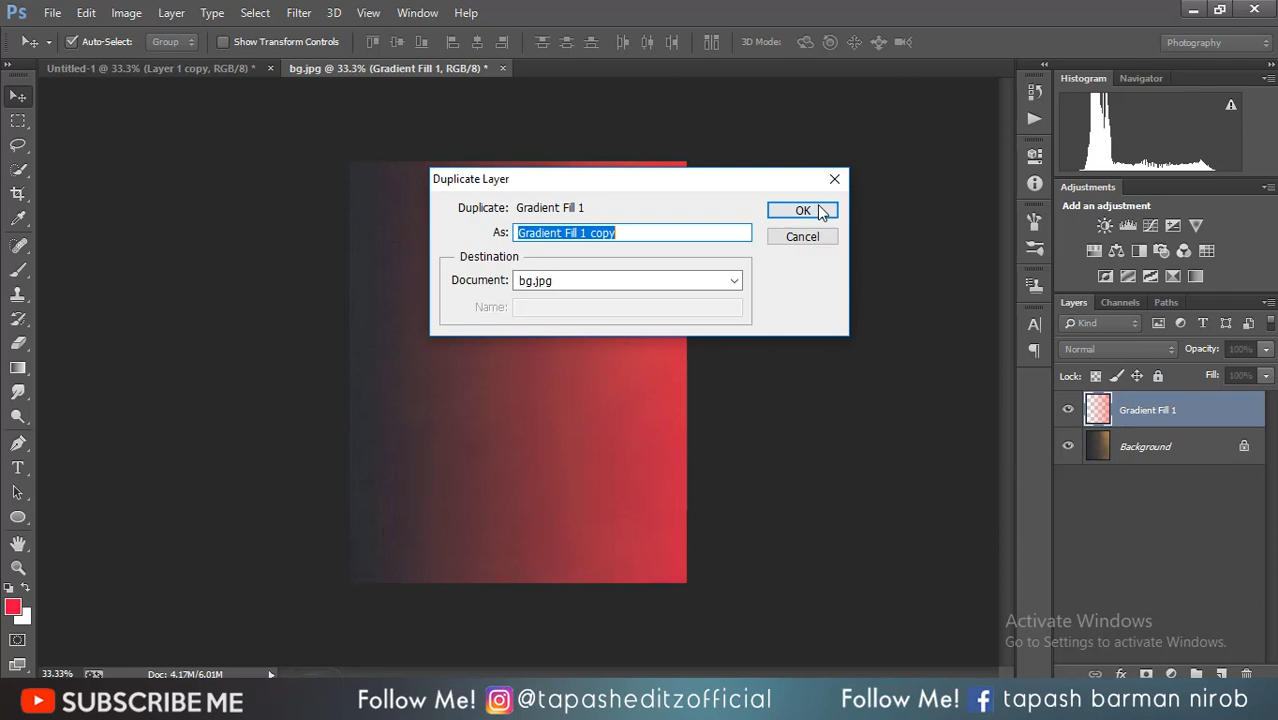 Ps File Edit Image Layer Type Select Filter 3D View Window Help
Auto-Select: Group Show Transform Controls 3D Mode: Photography
Untitled-1 @ 33.3% (Layer 1 copy, RGB/8) * × bg.jpg @ 33.3% (Gradient Fill 1, RGB/8) * ×
Histogram Navigator
Duplicate Layer
Duplicate: Gradient Fill 1
OK
As: Gradient Fill 1 copy
Cancel
Destination
Document: bg.jpg
Name:
Adjustments
Add an adjustment
Layers Channels Paths
Kind
Normal Opacity: 100%
Lock: Fill: 100%
Gradient Fill 1
Background
Activate Windows
Go to Settings to activate Windows.
33.33% Doc: 4.17M/6.01M
SUBSCRIBE ME Follow Me! @tapasheditzofficial Follow Me! tapash barman nirob